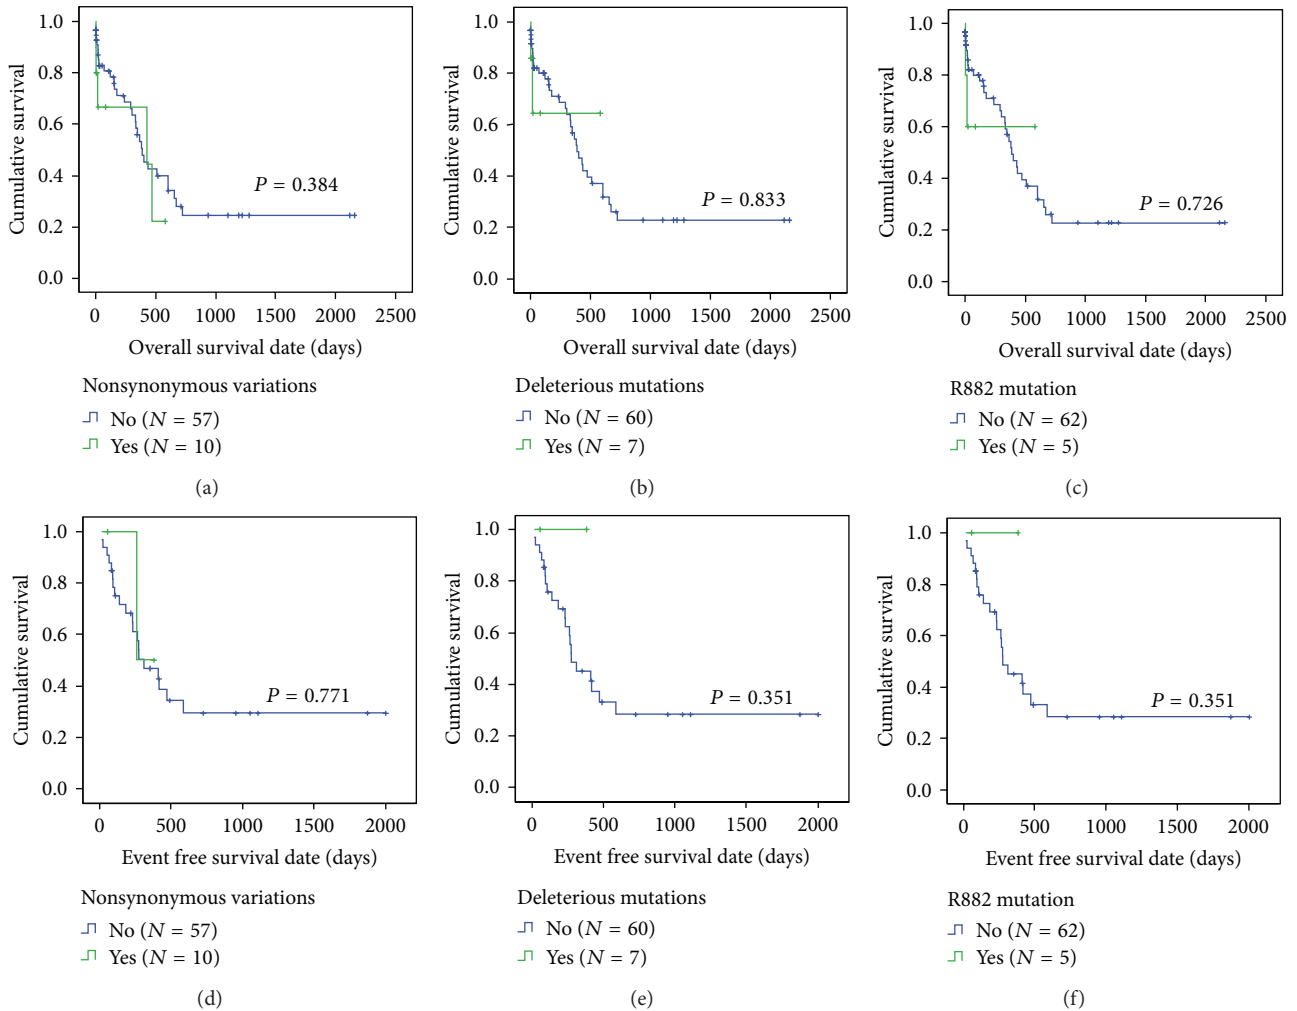 1.0
0.8
0.6
0.4
0.2
0.0
Cumulative survival
P = 0.384
0 500 1000 1500 2000 2500
Overall survival date (days)
Nonsynonymous variations
No (N = 57)
Yes (N = 10)
(a)
1.0
0.8
0.6
0.4
0.2
0.0
Cumulative survival
P = 0.833
0 500 1000 1500 2000 2500
Overall survival date (days)
Deleterious mutations
No (N = 60)
Yes (N = 7)
(b)
1.0
0.8
0.6
0.4
0.2
0.0
Cumulative survival
P = 0.726
0 500 1000 1500 2000 2500
Overall survival date (days)
R882 mutation
No (N = 62)
Yes (N = 5)
(c)
1.0
0.8
0.6
0.4
0.2
0.0
Cumulative survival
P = 0.771
0 500 1000 1500 2000
Event free survival date (days)
Nonsynonymous variations
No (N = 57)
Yes (N = 10)
(d)
1.0
0.8
0.6
0.4
0.2
0.0
Cumulative survival
P = 0.351
0 500 1000 1500 2000
Event free survival date (days)
Deleterious mutations
No (N = 60)
Yes (N = 7)
(e)
1.0
0.8
0.6
0.4
0.2
0.0
Cumulative survival
P = 0.351
0 500 1000 1500 2000
Event free survival date (days)
R882 mutation
No (N = 62)
Yes (N = 5)
(f)